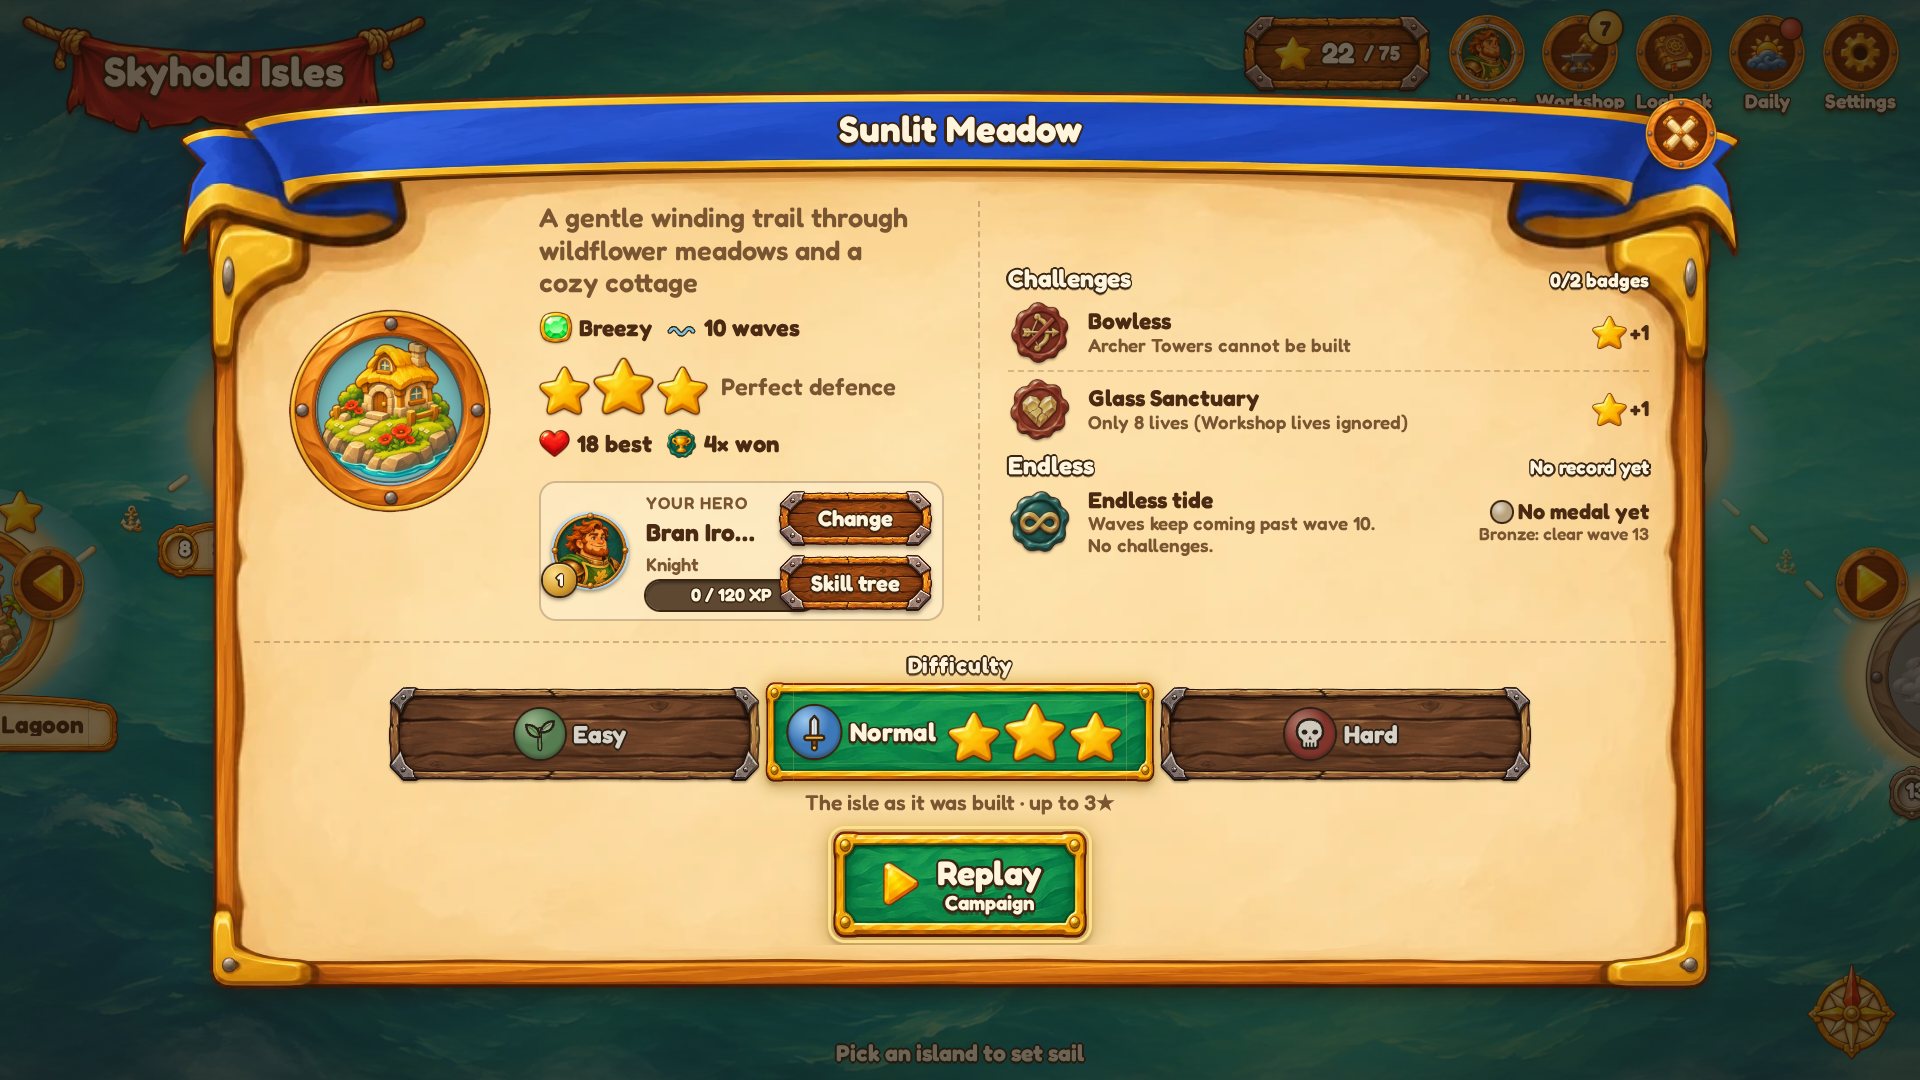 Skyhold Isles
22 / 75
7
Workshop
Daily
Settings
Sunlit Meadow
A gentle winding trail through
wildflower meadows and a
cozy cottage
Breezy
10 waves
Perfect defence
18 best
4x won
YOUR HERO
Bran Iro...
Knight
1
0 / 120 XP
Change
Skill tree
Challenges
0/2 badges
Bowless
Archer Towers cannot be built
+1
Glass Sanctuary
Only 8 lives (Workshop lives ignored)
+1
Endless
No record yet
Endless tide
Waves keep coming past wave 10.
No challenges.
No medal yet
Bronze: clear wave 13
8
Lagoon
13
Difficulty
Easy
Normal
Hard
The isle as it was built · up to 3★
Replay
Campaign
Pick an island to set sail